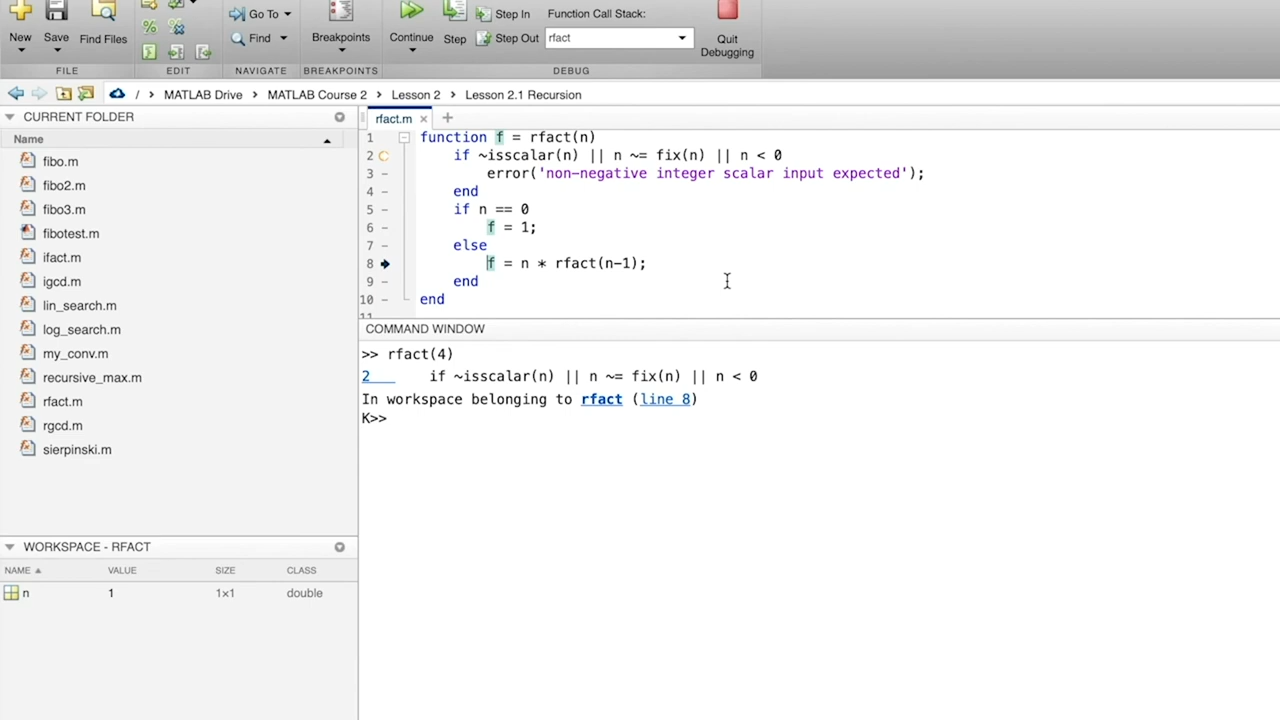 New
Save
Find Files
Go To
Find
Breakpoints
Continue
Step
Step In
Step Out
Function Call Stack:
rfact
Quit
Debugging
FILE
EDIT
NAVIGATE
BREAKPOINTS
DEBUG
/ MATLAB Drive MATLAB Course 2 Lesson 2 Lesson 2.1 Recursion
CURRENT FOLDER
Name
fibo.m
fibo2.m
fibo3.m
fibotest.m
ifact.m
igcd.m
lin_search.m
log_search.m
my_conv.m
recursive_max.m
rfact.m
rgcd.m
sierpinski.m
WORKSPACE - RFACT
NAME VALUE SIZE CLASS
n 1 1×1 double
rfact.m
1 function f = rfact(n)
2 if ~isscalar(n) || n ~= fix(n) || n < 0
3 - error('non-negative integer scalar input expected');
4 - end
5 - if n == 0
6 - f = 1;
7 - else
8 f = n * rfact(n-1);
9 - end
10 - end
11
COMMAND WINDOW
>> rfact(4)
2 if ~isscalar(n) || n ~= fix(n) || n < 0
In workspace belonging to rfact (line 8)
K>>